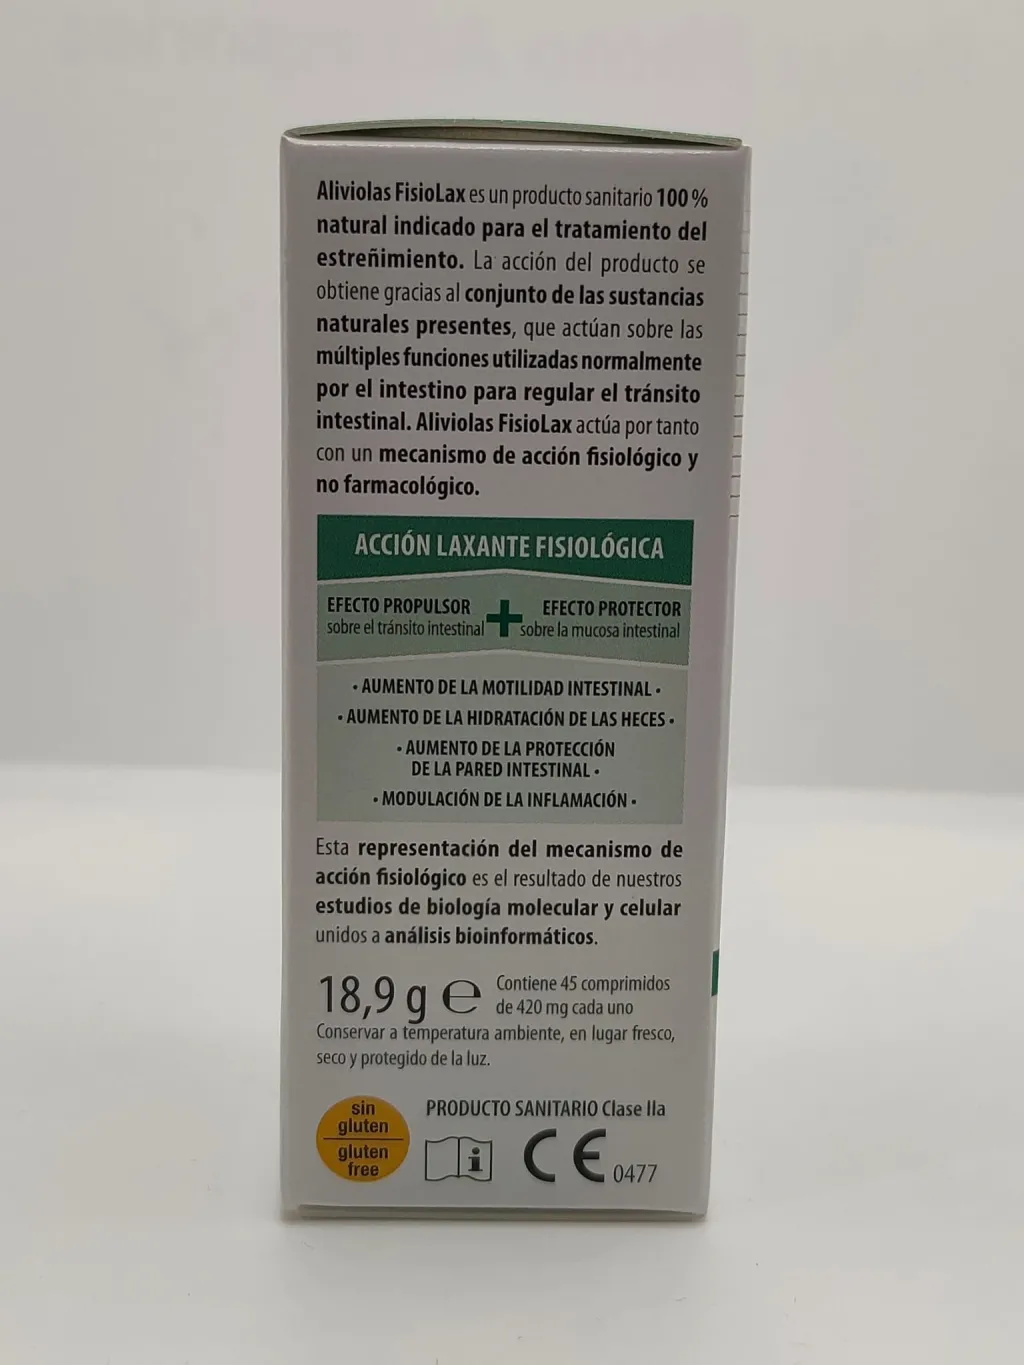 Aliviolas FisioLax es un producto sanitario 100 %
natural indicado para el tratamiento del
estreñimiento. La acción del producto se
obtiene gracias al conjunto de las sustancias
naturales presentes, que actúan sobre las
múltiples funciones utilizadas normalmente
por el intestino para regular el tránsito
intestinal. Aliviolas FisioLax actúa por tanto
con un mecanismo de acción fisiológico y
no farmacológico.
ACCIÓN LAXANTE FISIOLÓGICA
EFECTO PROPULSOR
sobre el tránsito intestinal
+
EFECTO PROTECTOR
sobre la mucosa intestinal
• AUMENTO DE LA MOTILIDAD INTESTINAL •
• AUMENTO DE LA HIDRATACIÓN DE LAS HECES •
• AUMENTO DE LA PROTECCIÓN
DE LA PARED INTESTINAL •
• MODULACIÓN DE LA INFLAMACIÓN •
Esta representación del mecanismo de
acción fisiológico es el resultado de nuestros
estudios de biología molecular y celular
unidos a análisis bioinformáticos.
18,9 g ℮
Contiene 45 comprimidos
de 420 mg cada uno
Conservar a temperatura ambiente, en lugar fresco,
seco y protegido de la luz.
sin
gluten
gluten
free
PRODUCTO SANITARIO Clase IIa
i
CE 0477